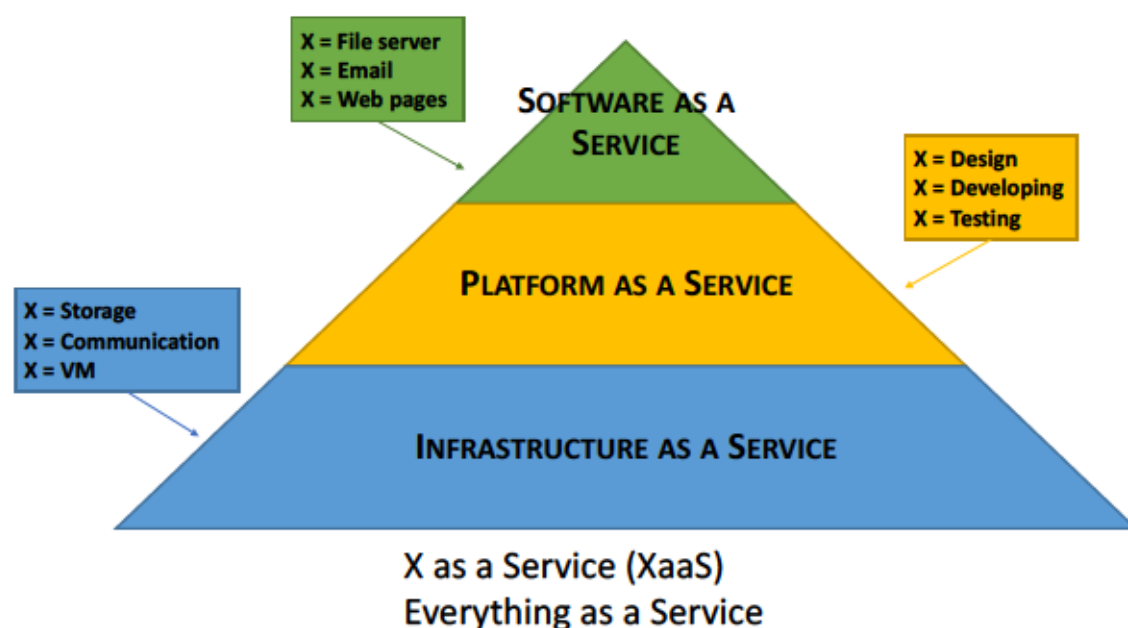 X = File server
X = Email
X = Web pages
SOFTWARE AS A
SERVICE
X = Design
X = Developing
X = Testing
PLATFORM AS A SERVICE
X = Storage
X = Communication
X = VM
INFRASTRUCTURE AS A SERVICE
X as a Service (XaaS)
Everything as a Service